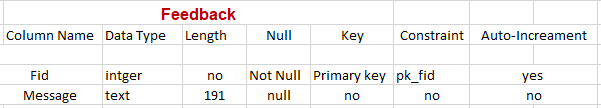 Feedback
Column Name Data Type Length Null Key Constraint Auto-Increament
Fid intger no Not Null Primary key pk_fid yes
Message text 191 null no no no